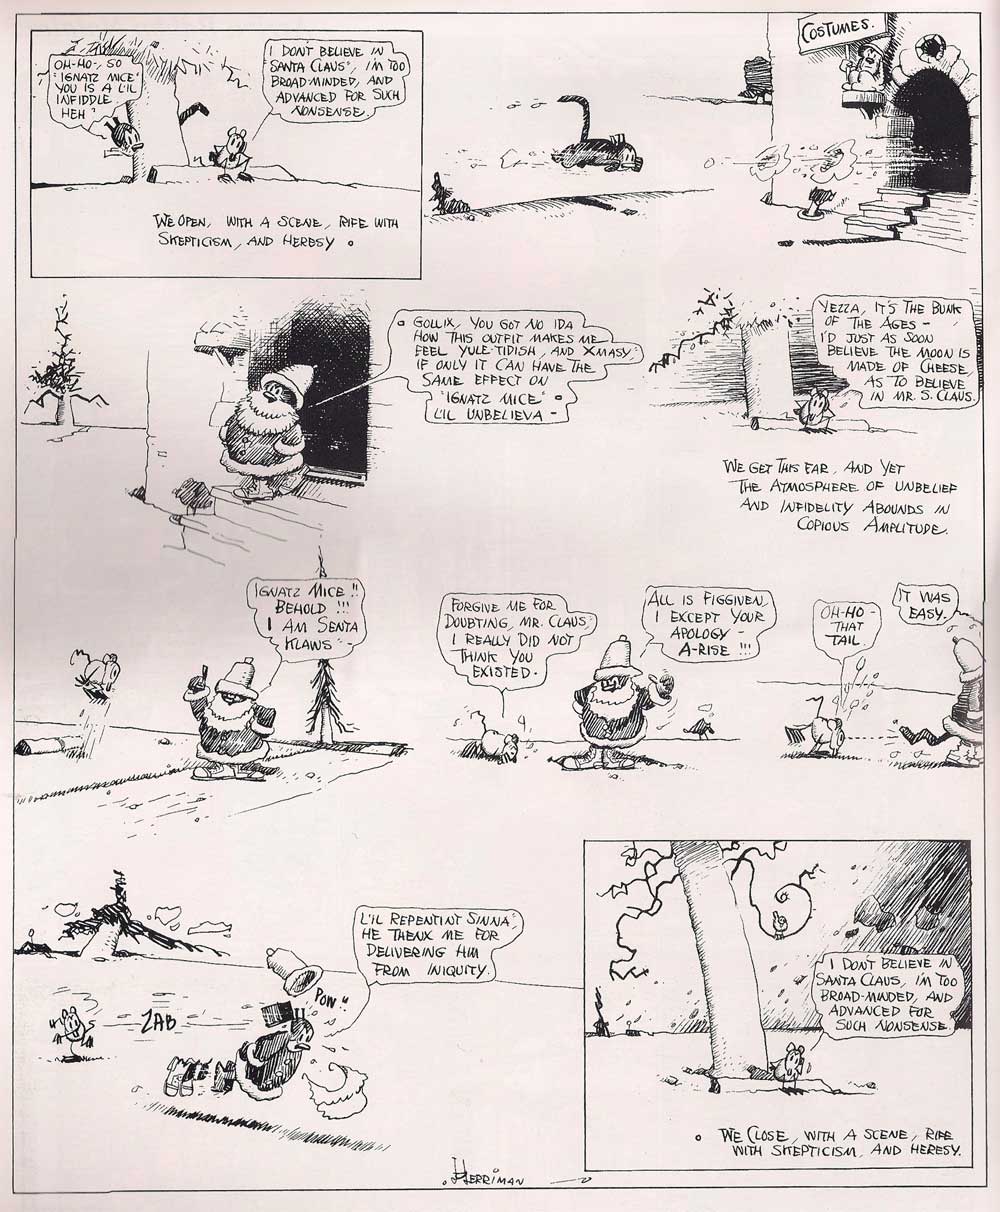 OH-HO-, SO
"IGNATZ MICE"
YOU IS A L'IL
INFIDDLE
HEH
I DONT BELIEVE IN
"SANTA CLAUS", I'M TOO
BROAD-MINDED, AND
ADVANCED FOR SUCH
NONSENSE.
WE OPEN, WITH A SCENE, RIFE WITH
SKEPTICISM, AND HERESY.
COSTUMES.
GOLLIX, YOU GOT NO IDA
HOW THIS OUTFIT MAKES ME
FEEL YULE-TIDISH, AND XMASY,
IF ONLY IT CAN HAVE THE
SAME EFFECT ON
"IGNATZ MICE"
L'IL UNBELIEVA -
YEZZA, IT'S THE BUNK
OF THE AGES -
I'D JUST AS SOON
BELIEVE THE MOON IS
MADE OF CHEESE,
AS TO BELIEVE
IN MR. S. CLAUS.
WE GET THIS FAR, AND YET
THE ATMOSPHERE OF UNBELIEF
AND INFIDELITY ABOUNDS IN
COPIOUS AMPLITUDE.
IGNATZ MICE!!
BEHOLD!!!
I AM SENTA
KLAWS -
FORGIVE ME FOR
DOUBTING, MR. CLAUS,
I REALLY DID NOT
THINK YOU
EXISTED.
ALL IS FIGGIVEN,
I EXCEPT YOUR
APOLOGY -
A-RISE !!!
OH-HO -
THAT
TAIL.
IT WAS
EASY.
L'IL REPENTINT SINNA,
HE THENX ME FOR
DELIVERING HIM
FROM INIQUITY.
POW!!
ZAB
I DON'T BELIEVE IN
SANTA CLAUS, I'M TOO
BROAD-MINDED, AND
ADVANCED FOR
SUCH NONSENSE.
WE CLOSE, WITH A SCENE, RIFE
WITH SKEPTICISM, AND HERESY.
HERRIMAN